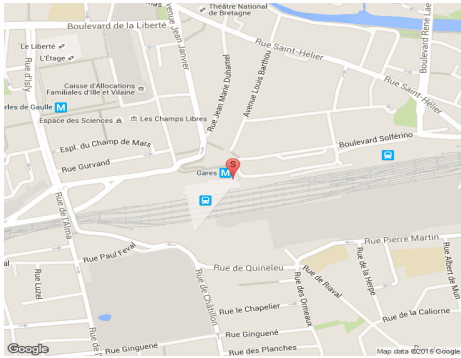 Théâtre National
de Bretagne
Boulevard de la Liberté
Avenue Jean Janvier
Rue Saint-Hélier
Boulevard René Lae
Le Liberté
L'Étage
Rue d'Isly
Rue Jean Marie Duhamel
Avenue Louis Barthou
Rue Saint-Hélier
Caisse d'Allocations
Familiales d'Ille et Vilaine
rles de Gaulle M
Espace des Sciences
Les Champs Libres
Boulevard Solférino
Espl. du Champ de Mars
Rue Gurvand
Gares M
S
Rue de l'Alma
Rue Paul Féval
Rue Pierre Martin
Rue de Quineleu
Rue de Châtillon
Rue Luzel
Rue de Riaval
Rue des Ormeaux
Rue de la Herpe
Rue Albert de Mun
Rue le Chapelier
Rue de la Caliorne
Rue Ginguené
Rue Ginguené
Rue des Planches
Google
Map data ©2016 Google